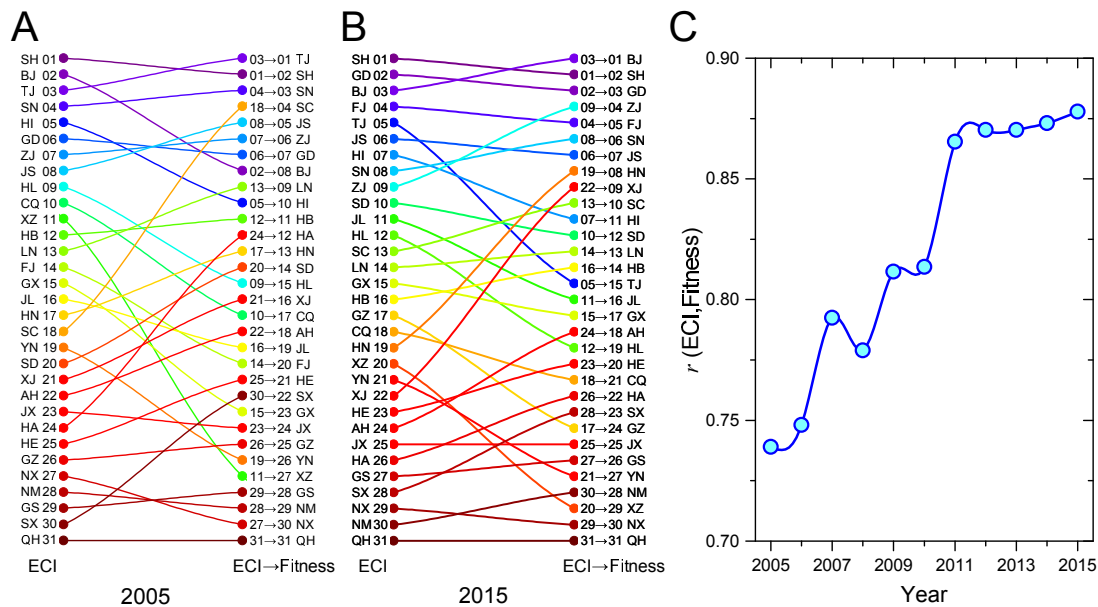 A
SH 01
BJ 02
TJ 03
SN 04
HI 05
GD 06
ZJ 07
JS 08
HL 09
CQ 10
XZ 11
HB 12
LN 13
FJ 14
GX 15
JL 16
HN 17
SC 18
YN 19
SD 20
XJ 21
AH 22
JX 23
HA 24
HE 25
GZ 26
NX 27
NM 28
GS 29
SX 30
QH 31
ECI
03→01 TJ
01→02 SH
04→03 SN
18→04 SC
08→05 JS
07→06 ZJ
06→07 GD
02→08 BJ
13→09 LN
05→10 HI
12→11 HB
24→12 HA
17→13 HN
20→14 SD
09→15 HL
21→16 XJ
10→17 CQ
22→18 AH
16→19 JL
14→20 FJ
25→21 HE
30→22 SX
15→23 GX
23→24 JX
26→25 GZ
19→26 YN
11→27 XZ
29→28 GS
28→29 NM
27→30 NX
31→31 QH
ECI→Fitness
2005
B
SH 01
GD 02
BJ 03
FJ 04
TJ 05
JS 06
HI 07
SN 08
ZJ 09
SD 10
JL 11
HL 12
SC 13
LN 14
GX 15
HB 16
GZ 17
CQ 18
HN 19
XZ 20
YN 21
XJ 22
HE 23
AH 24
JX 25
HA 26
GS 27
SX 28
NX 29
NM 30
QH 31
ECI
03→01 BJ
01→02 SH
02→03 GD
09→04 ZJ
04→05 FJ
08→06 SN
06→07 JS
19→08 HN
22→09 XJ
13→10 SC
07→11 HI
10→12 SD
14→13 LN
16→14 HB
05→15 TJ
11→16 JL
15→17 GX
24→18 AH
12→19 HL
23→20 HE
18→21 CQ
26→22 HA
28→23 SX
17→24 GZ
25→25 JX
27→26 GS
21→27 YN
30→28 NM
20→29 XZ
29→30 NX
31→31 QH
ECI→Fitness
2015
C
r (ECI,Fitness)
0.90
0.85
0.80
0.75
0.70
2005 2007 2009 2011 2013 2015
Year